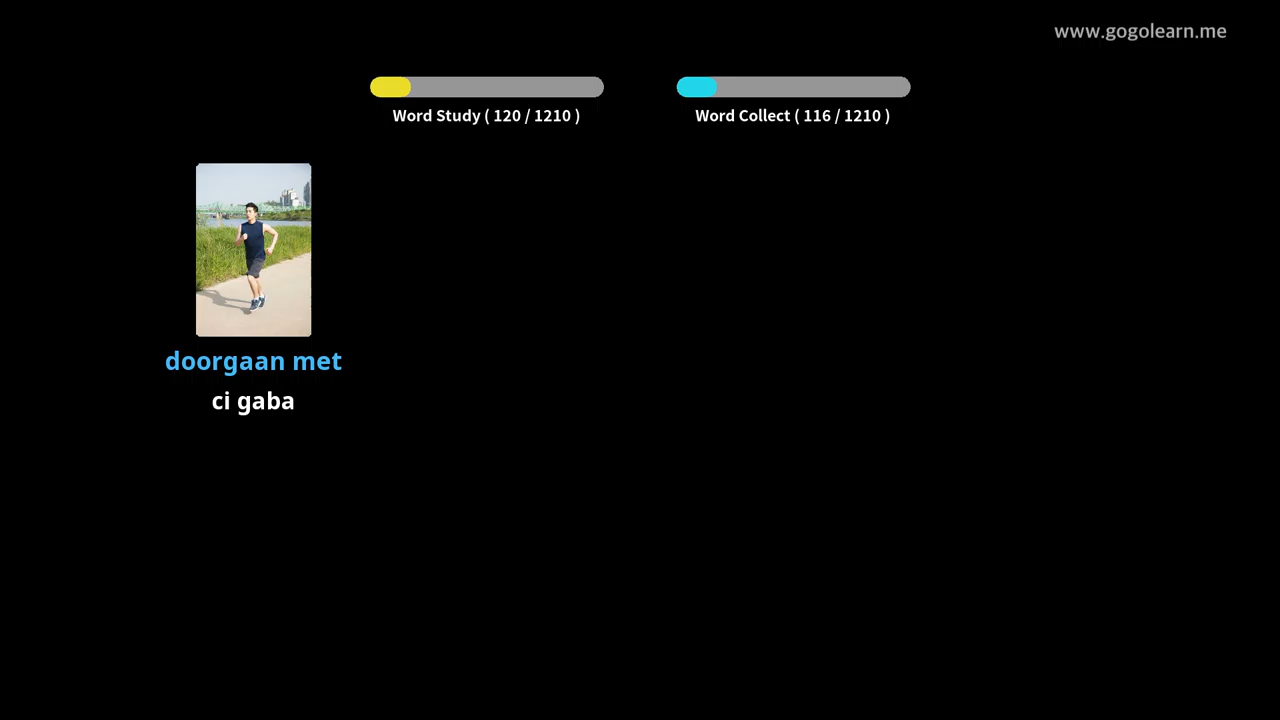 www.gogolearn.me
Word Study ( 120 / 1210 )
Word Collect ( 116 / 1210 )
doorgaan met
ci gaba